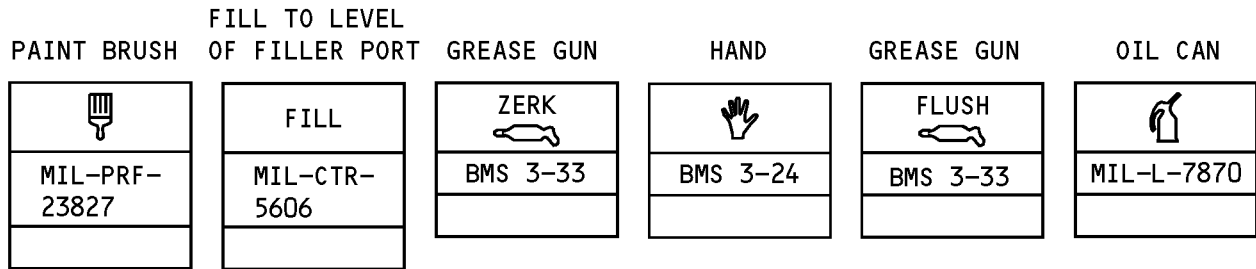 PAINT BRUSH
MIL-PRF-
23827
FILL TO LEVEL
OF FILLER PORT
FILL
MIL-CTR-
5606
GREASE GUN
ZERK
BMS 3-33
HAND
BMS 3-24
GREASE GUN
FLUSH
BMS 3-33
OIL CAN
MIL-L-7870